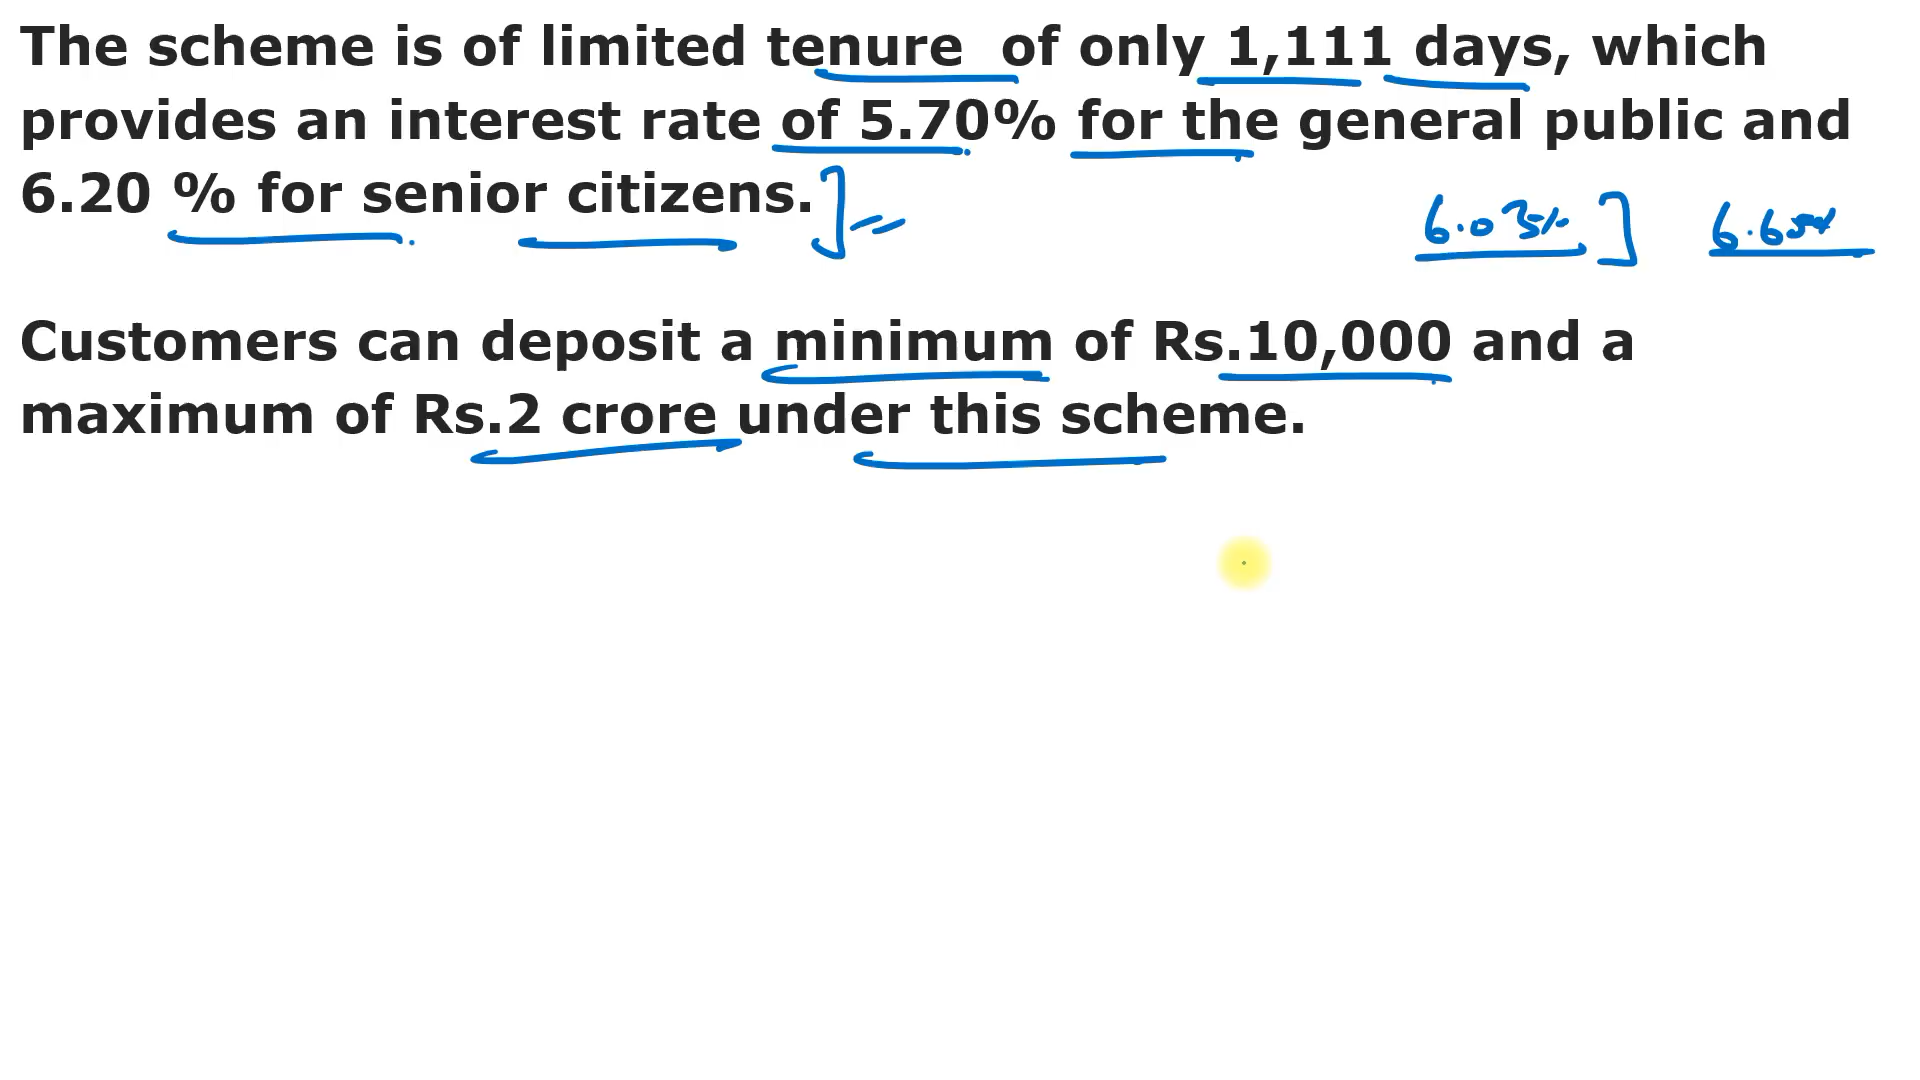 The scheme is of limited tenure of only 1,111 days, which
provides an interest rate of 5.70% for the general public and
6.20 % for senior citizens.
6.03%
Customers can deposit a minimum of Rs.10,000 and a
maximum of Rs.2 crore under this scheme.